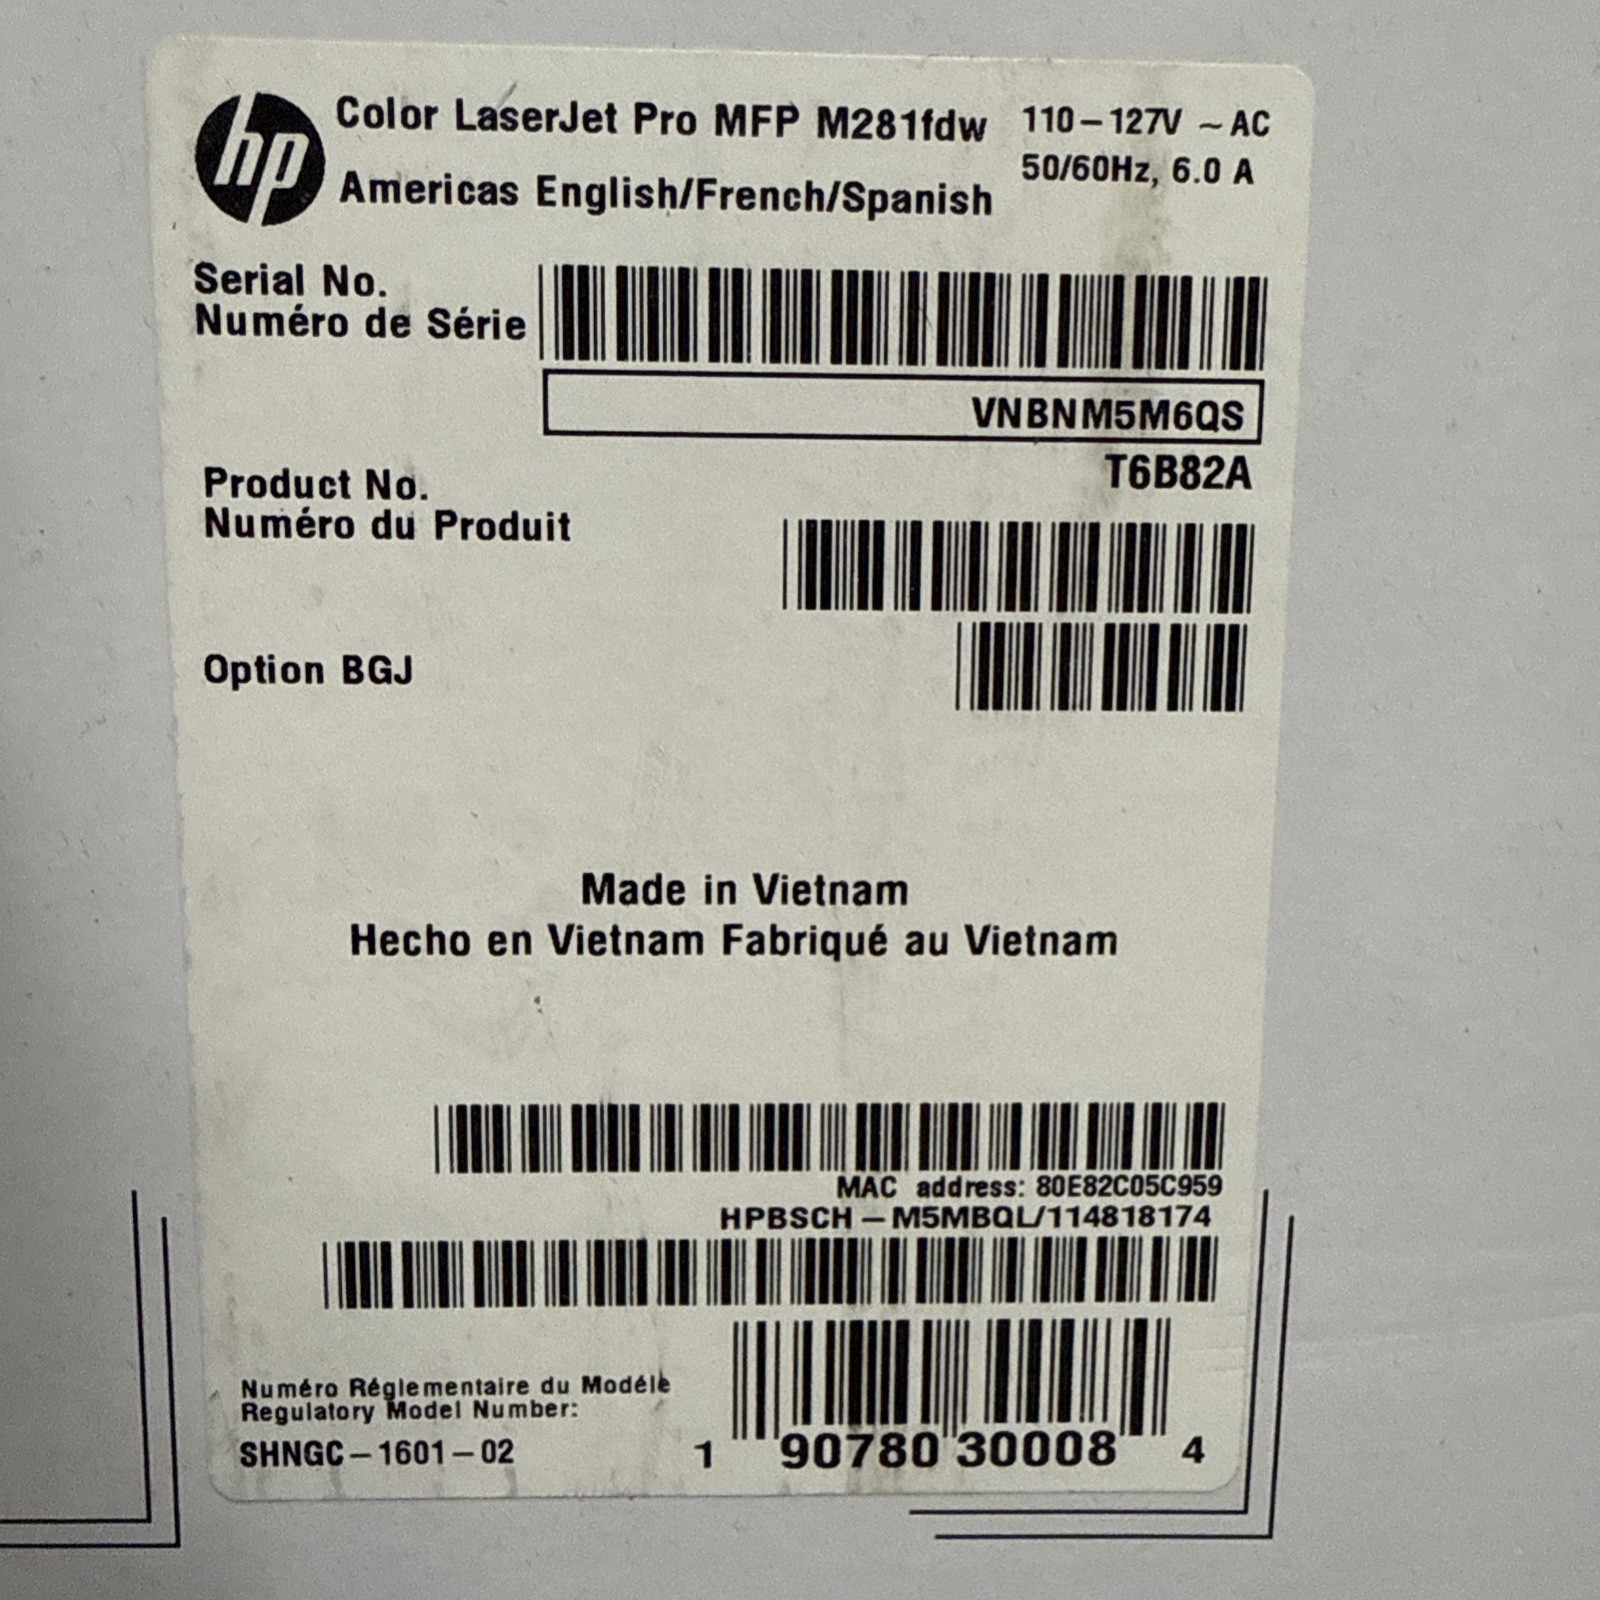 hp
Color LaserJet Pro MFP M281fdw
110-127V ~ AC
Americas English/French/Spanish
50/60Hz, 6.0 A
Serial No.
Numéro de Série
VNBNM5M6QS
T6B82A
Product No.
Numéro du Produit
Option BGJ
Made in Vietnam
Hecho en Vietnam Fabriqué au Vietnam
MAC address: 80E82C05C959
HPBSCH-M5MBQL/114818174
Numéro Réglementaire du Modéle
Regulatory Model Number:
SHNGC-1601-02
1 90780 30008 4